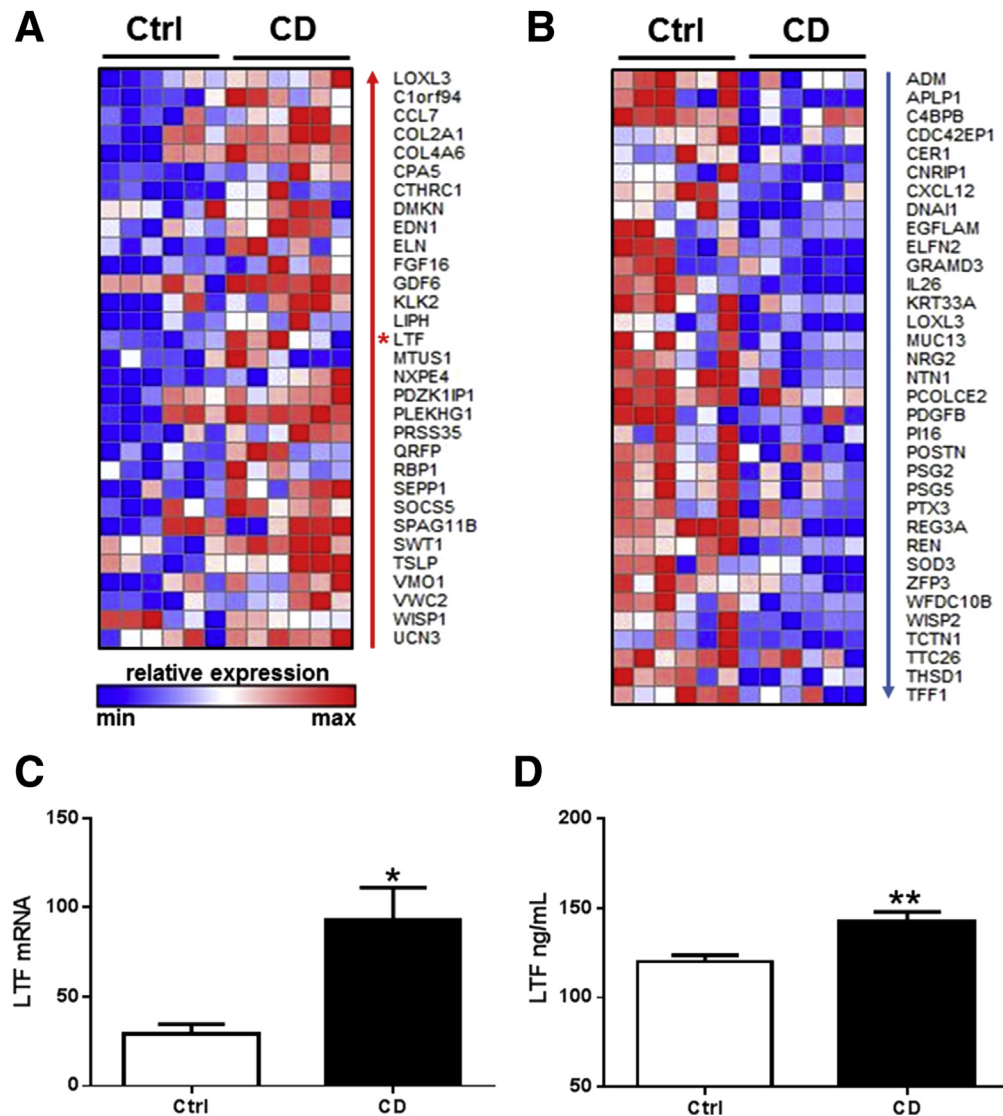 A
Ctrl CD
LOXL3
C1orf94
CCL7
COL2A1
COL4A6
CPA5
CTHRC1
DMKN
EDN1
ELN
FGF16
GDF6
KLK2
LIPH
* LTF
MTUS1
NXPE4
PDZK1IP1
PLEKHG1
PRSS35
QRFP
RBP1
SEPP1
SOCS5
SPAG11B
SWT1
TSLP
VMO1
VWC2
WISP1
UCN3
relative expression
min max
B
Ctrl CD
ADM
APLP1
C4BPB
CDC42EP1
CER1
CNRIP1
CXCL12
DNAI1
EGFLAM
ELFN2
GRAMD3
IL26
KRT33A
LOXL3
MUC13
NRG2
NTN1
PCOLCE2
PDGFB
PI16
POSTN
PSG2
PSG5
PTX3
REG3A
REN
SOD3
ZFP3
WFDC10B
WISP2
TCTN1
TTC26
THSD1
TFF1
C
LTF mRNA
150
100
50
0
*
Ctrl CD
D
LTF ng/mL
200
150
100
50
**
Ctrl CD